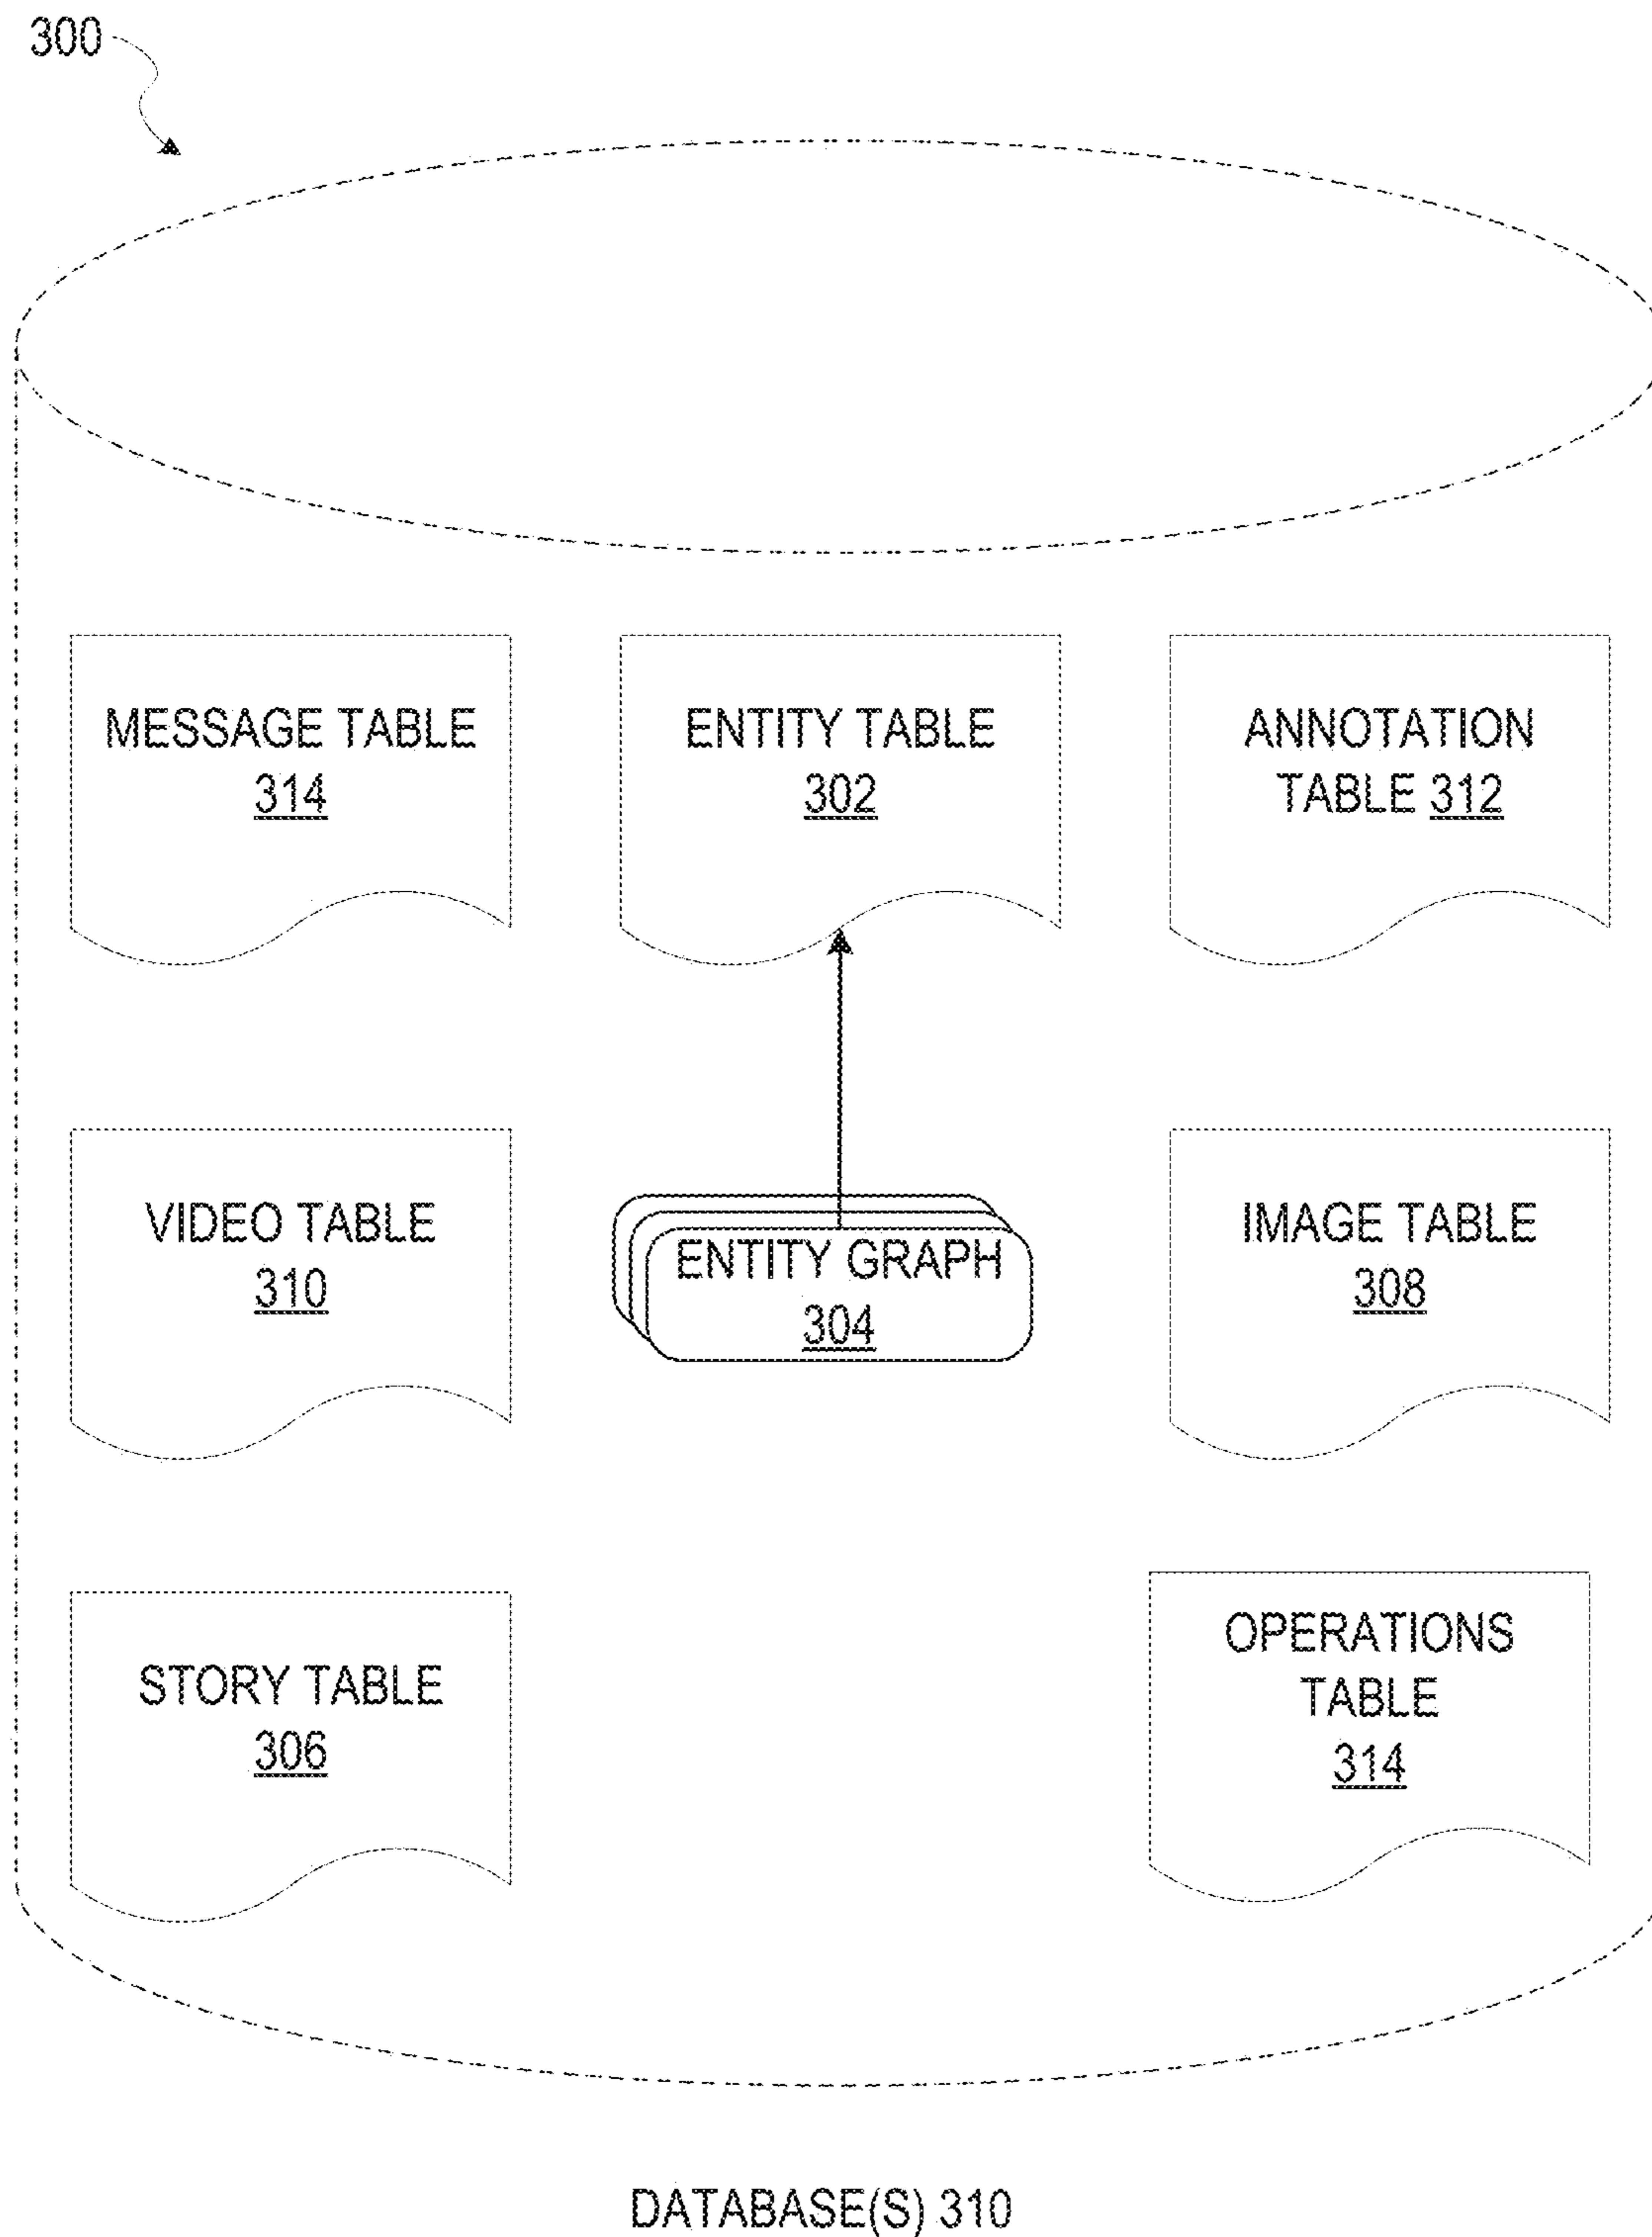 300
MESSAGE TABLE
314
ENTITY TABLE
302
ANNOTATION
TABLE 312
VIDEO TABLE
310
ENTITY GRAPH
304
IMAGE TABLE
308
STORY TABLE
306
OPERATIONS
TABLE
314
DATABASE(S) 310